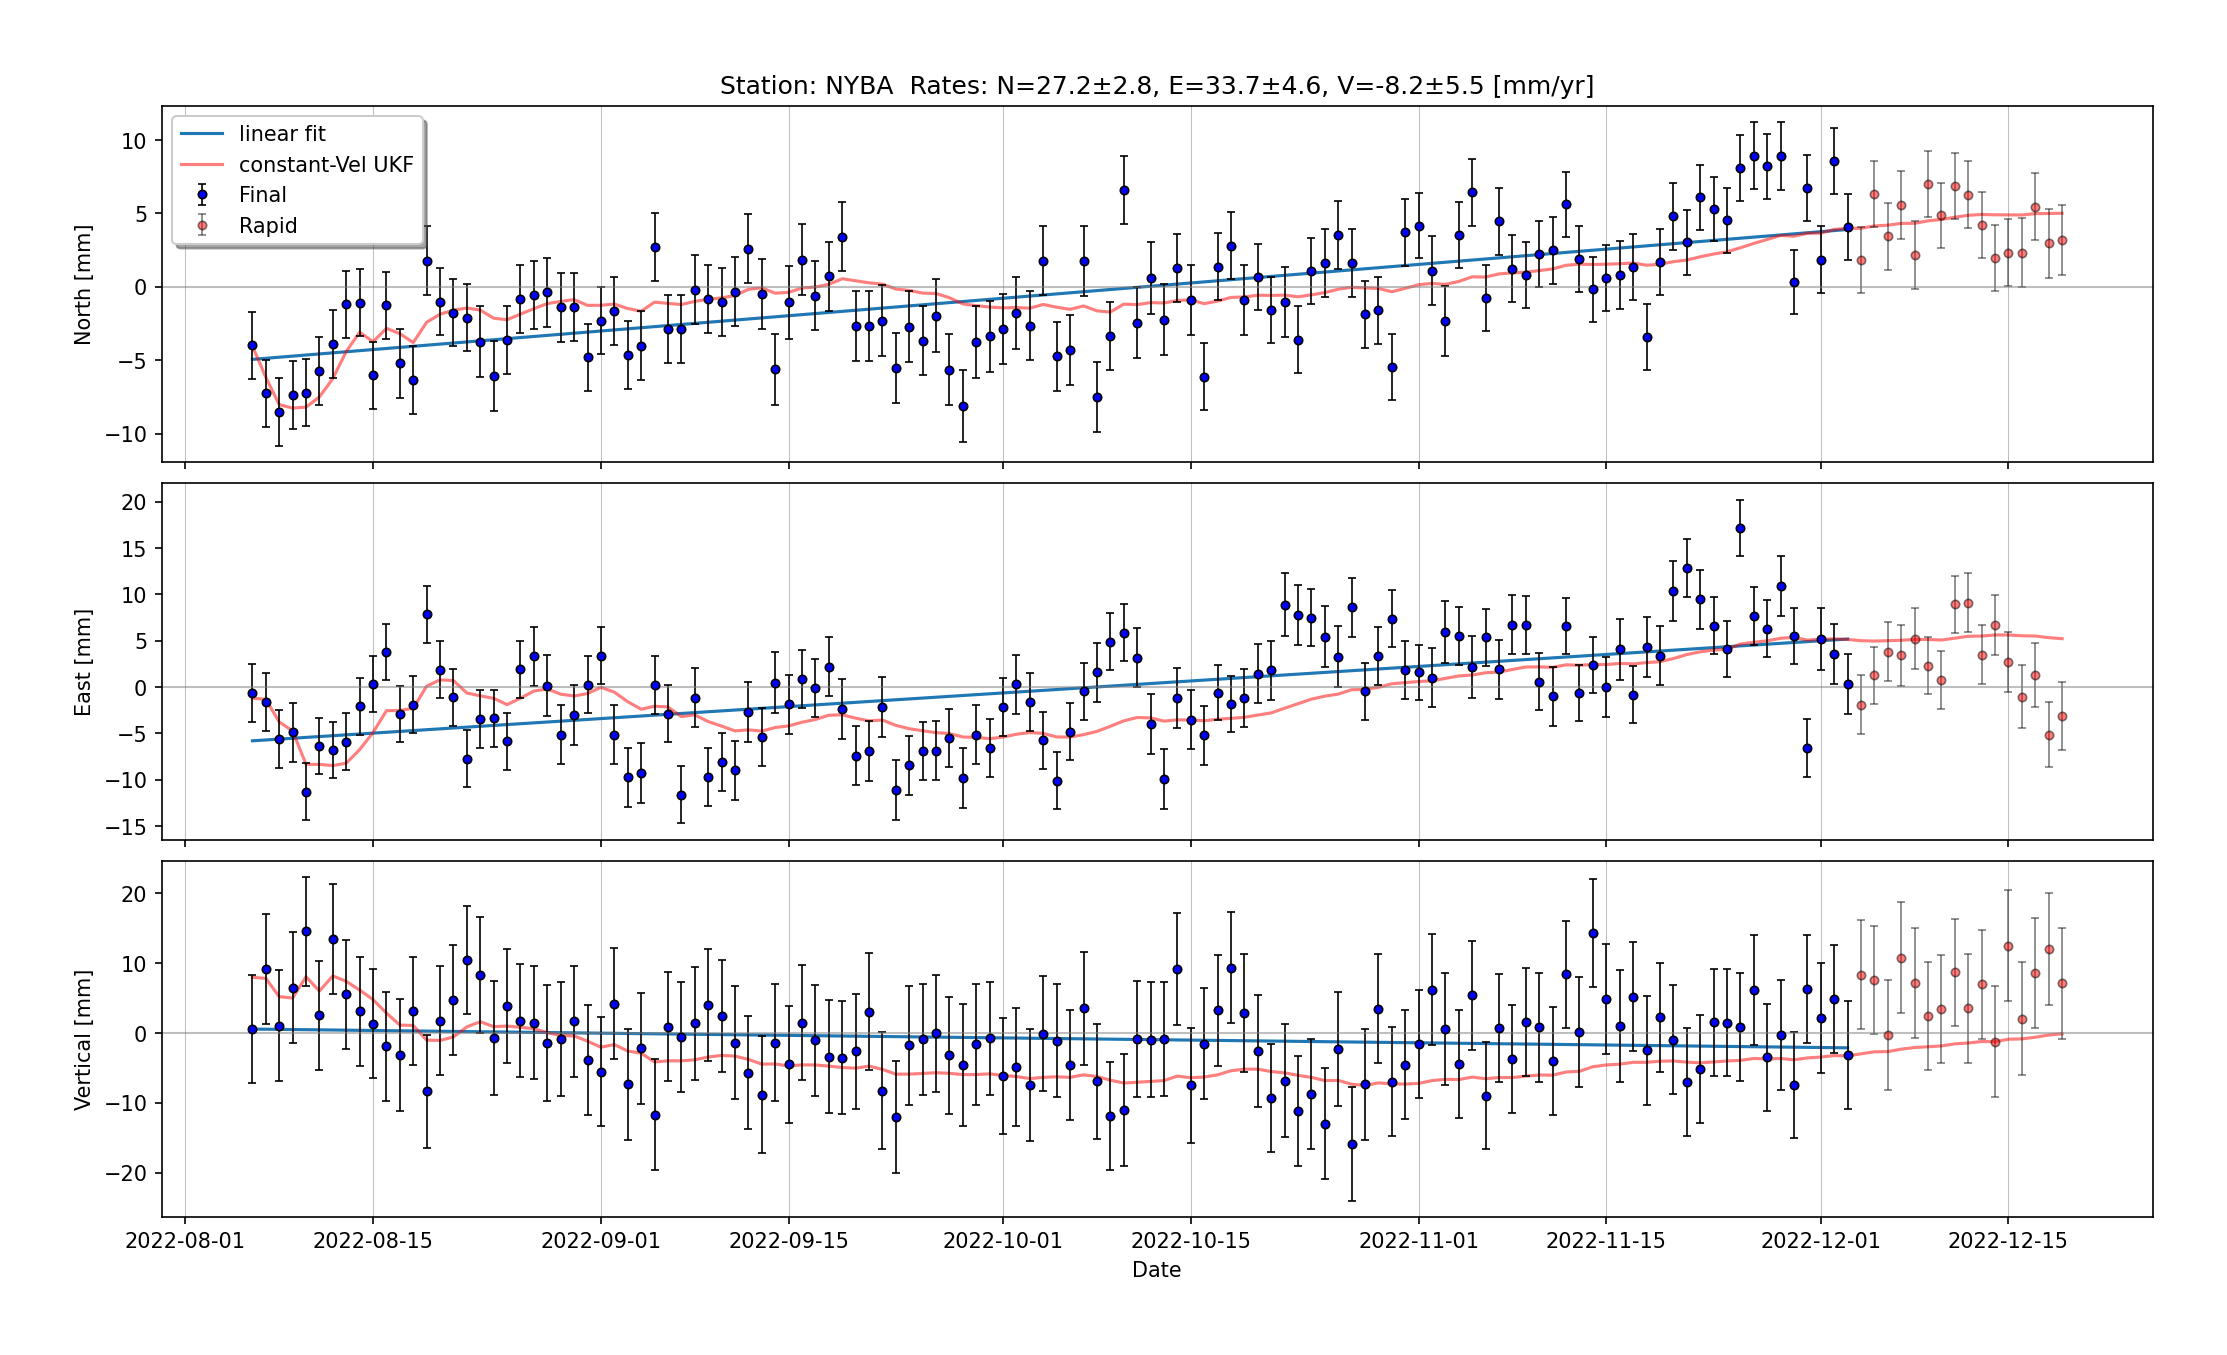 Station: NYBA  Rates: N=27.2±2.8, E=33.7±4.6, V=-8.2±5.5 [mm/yr]
linear fit
constant-Vel UKF
Final
Rapid
North [mm]
10
5
0
−5
−10
East [mm]
20
15
10
5
0
−5
−10
−15
Vertical [mm]
20
10
0
−10
−20
2022-08-01 2022-08-15 2022-09-01 2022-09-15 2022-10-01 2022-10-15 2022-11-01 2022-11-15 2022-12-01 2022-12-15
Date